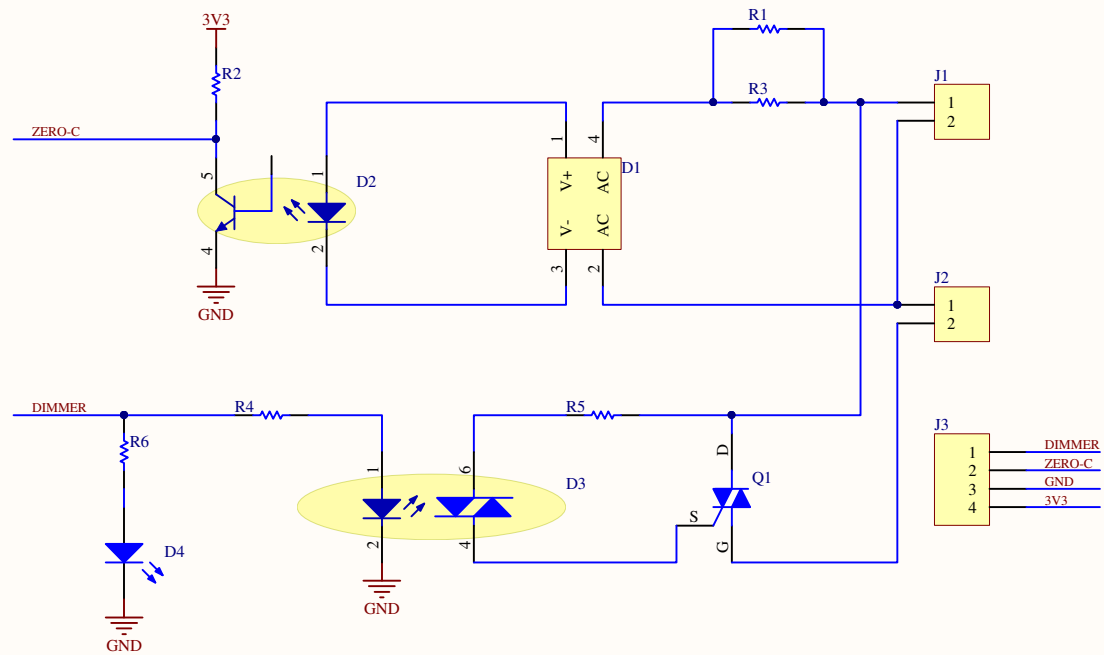 3V3
R2
ZERO-C
5
4
GND
1
2
D2
1
4
V+
AC
V-
AC
3
2
D1
R1
R3
J1
1
2
J2
1
2
DIMMER
R4
R6
D4
GND
1
2
GND
6
4
D3
R5
D
S
G
Q1
J3
1
2
3
4
DIMMER
ZERO-C
GND
3V3